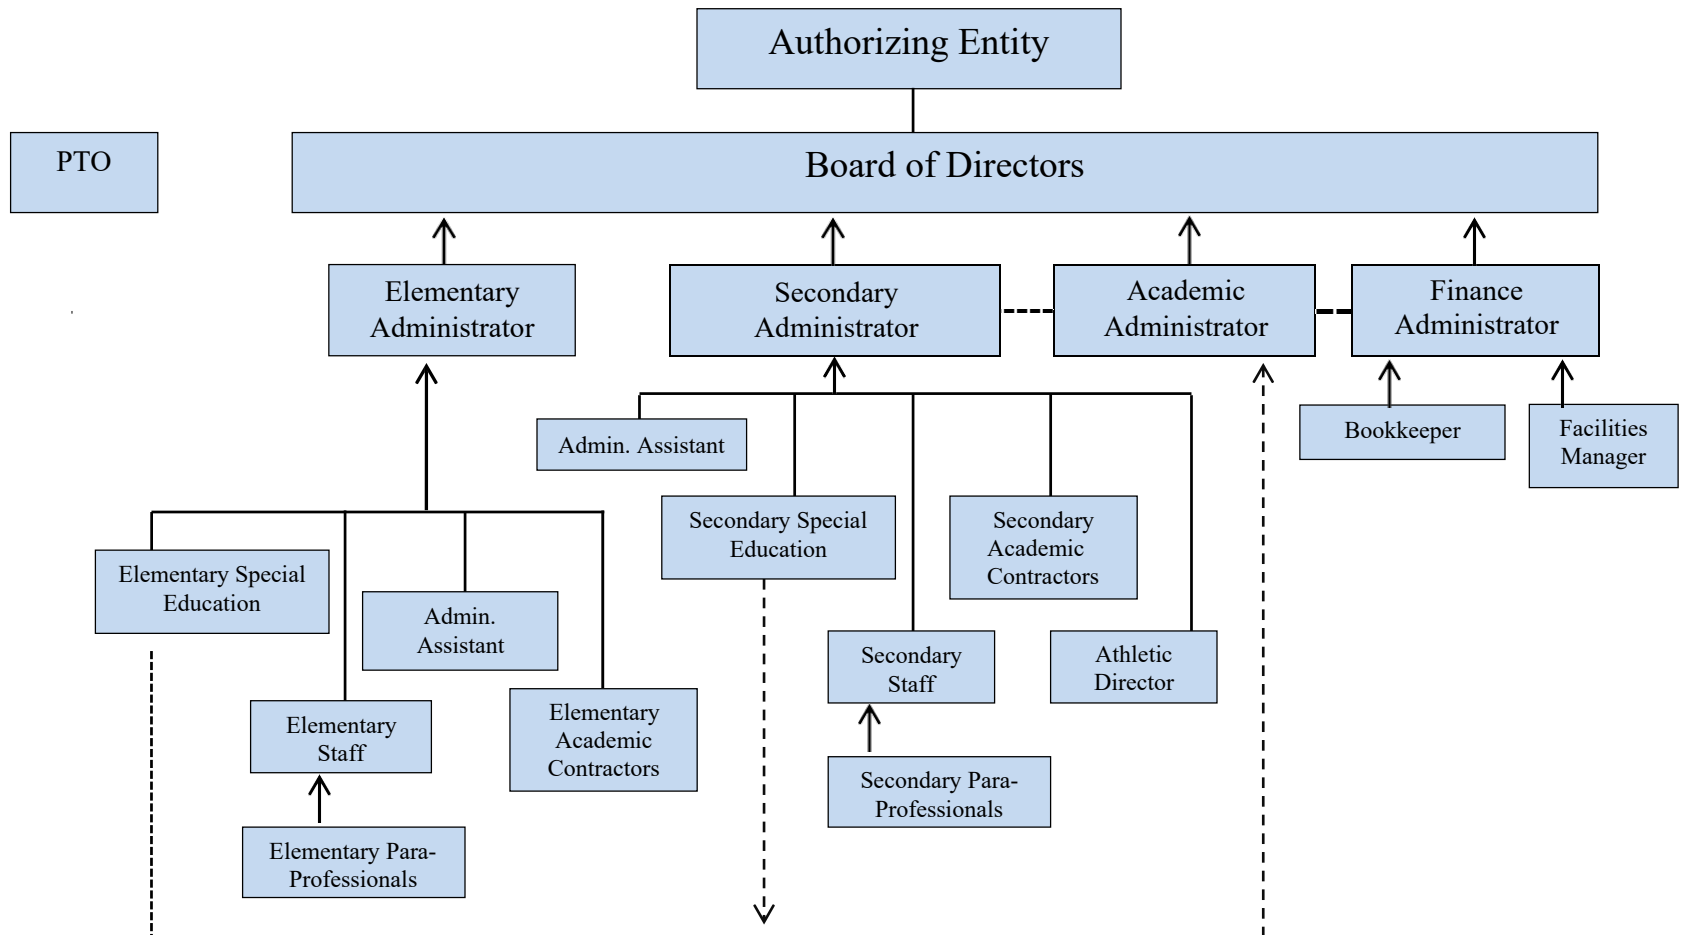 Authorizing Entity
PTO
Board of Directors
Elementary
Administrator
Secondary
Administrator
Academic
Administrator
Finance
Administrator
Admin. Assistant
Bookkeeper
Facilities
Manager
Secondary Special
Education
Secondary
Academic
Contractors
Elementary Special
Education
Admin.
Assistant
Secondary
Staff
Athletic
Director
Elementary
Staff
Elementary
Academic
Contractors
Secondary Para-
Professionals
Elementary Para-
Professionals